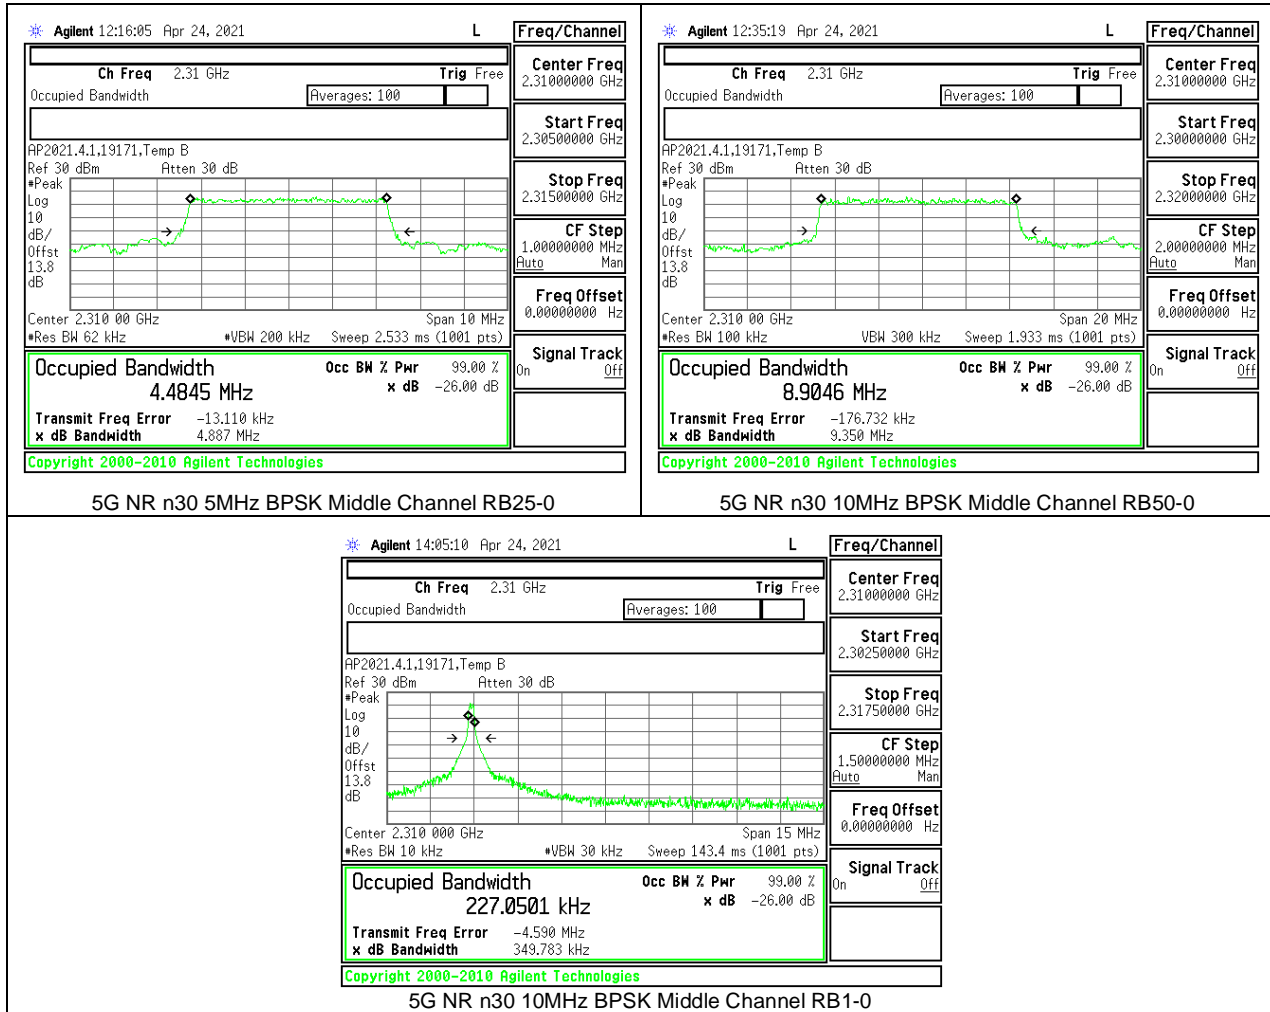 Agilent 12:16:05 Apr 24, 2021 L
Freq/Channel
Ch Freq 2.31 GHz Trig Free
Occupied Bandwidth Averages: 100
AP2021.4.1,19171,Temp B
Ref 30 dBm Atten 30 dB
#Peak
Log
10
dB/
Offst
13.8
dB
Center 2.310 00 GHz Span 10 MHz
#Res BW 62 kHz #VBW 200 kHz Sweep 2.533 ms (1001 pts)
Occupied Bandwidth Occ BW % Pwr 99.00 %
4.4845 MHz x dB -26.00 dB
Transmit Freq Error -13.110 kHz
x dB Bandwidth 4.887 MHz
Copyright 2000-2010 Agilent Technologies
Center Freq
2.31000000 GHz
Start Freq
2.30500000 GHz
Stop Freq
2.31500000 GHz
CF Step
1.00000000 MHz
Auto Man
Freq Offset
0.00000000 Hz
Signal Track
On Off
5G NR n30 5MHz BPSK Middle Channel RB25-0
Agilent 12:35:19 Apr 24, 2021 L
Freq/Channel
Ch Freq 2.31 GHz Trig Free
Occupied Bandwidth Averages: 100
AP2021.4.1,19171,Temp B
Ref 30 dBm Atten 30 dB
#Peak
Log
10
dB/
Offst
13.8
dB
Center 2.310 00 GHz Span 20 MHz
#Res BW 100 kHz VBW 300 kHz Sweep 1.933 ms (1001 pts)
Occupied Bandwidth Occ BW % Pwr 99.00 %
8.9046 MHz x dB -26.00 dB
Transmit Freq Error -176.732 kHz
x dB Bandwidth 9.350 MHz
Copyright 2000-2010 Agilent Technologies
Center Freq
2.31000000 GHz
Start Freq
2.30000000 GHz
Stop Freq
2.32000000 GHz
CF Step
2.00000000 MHz
Auto Man
Freq Offset
0.00000000 Hz
Signal Track
On Off
5G NR n30 10MHz BPSK Middle Channel RB50-0
Agilent 14:05:10 Apr 24, 2021 L
Freq/Channel
Ch Freq 2.31 GHz Trig Free
Occupied Bandwidth Averages: 100
AP2021.4.1,19171,Temp B
Ref 30 dBm Atten 30 dB
#Peak
Log
10
dB/
Offst
13.8
dB
Center 2.310 000 GHz Span 15 MHz
#Res BW 10 kHz #VBW 30 kHz Sweep 143.4 ms (1001 pts)
Occupied Bandwidth Occ BW % Pwr 99.00 %
227.0501 kHz x dB -26.00 dB
Transmit Freq Error -4.590 MHz
x dB Bandwidth 349.783 kHz
Copyright 2000-2010 Agilent Technologies
Center Freq
2.31000000 GHz
Start Freq
2.30250000 GHz
Stop Freq
2.31750000 GHz
CF Step
1.50000000 MHz
Auto Man
Freq Offset
0.00000000 Hz
Signal Track
On Off
5G NR n30 10MHz BPSK Middle Channel RB1-0